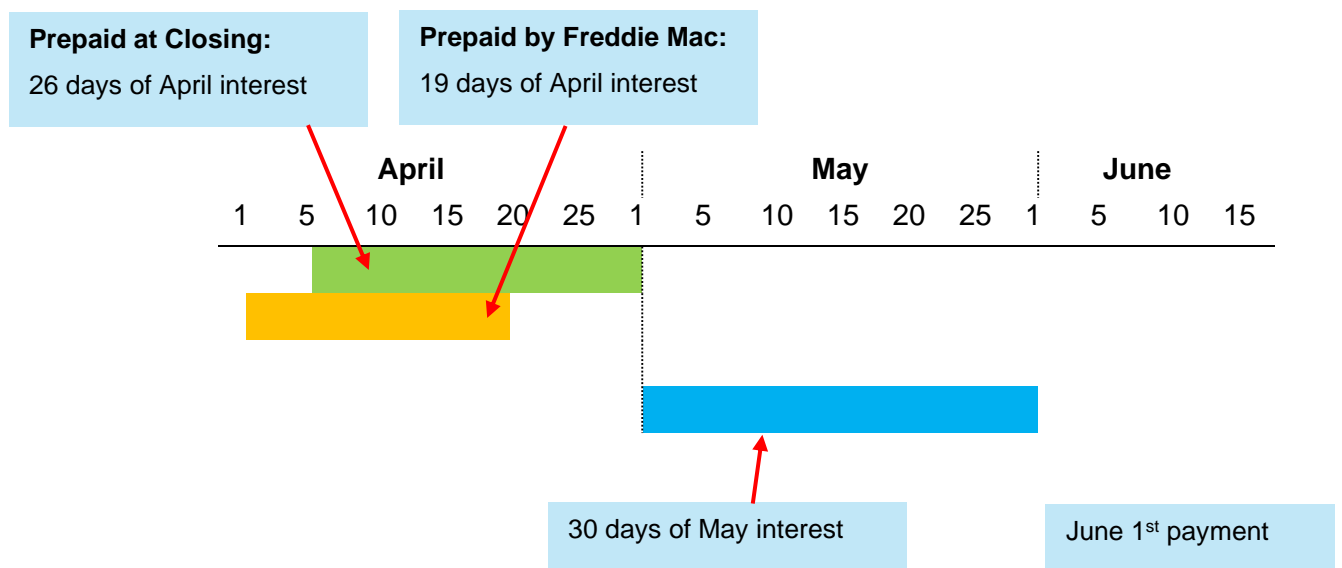 Prepaid at Closing:
26 days of April interest
Prepaid by Freddie Mac:
19 days of April interest
April May June
1 5 10 15 20 25 1 5 10 15 20 25 1 5 10 15
30 days of May interest
June 1st payment